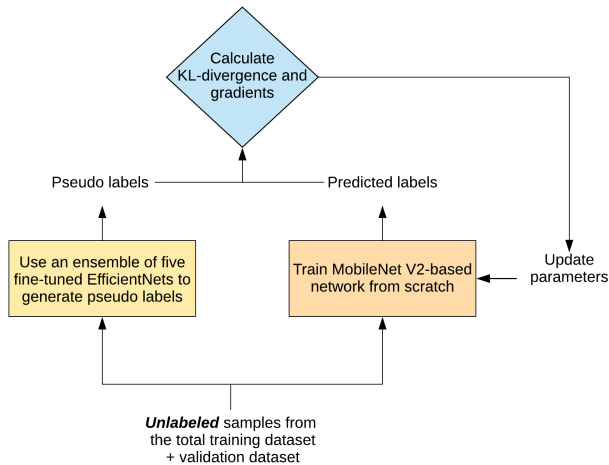 Calculate
KL-divergence and
gradients
Pseudo labels
Predicted labels
Use an ensemble of five
fine-tuned EfficientNets to
generate pseudo labels
Train MobileNet V2-based
network from scratch
Update
parameters
Unlabeled samples from
the total training dataset
+ validation dataset